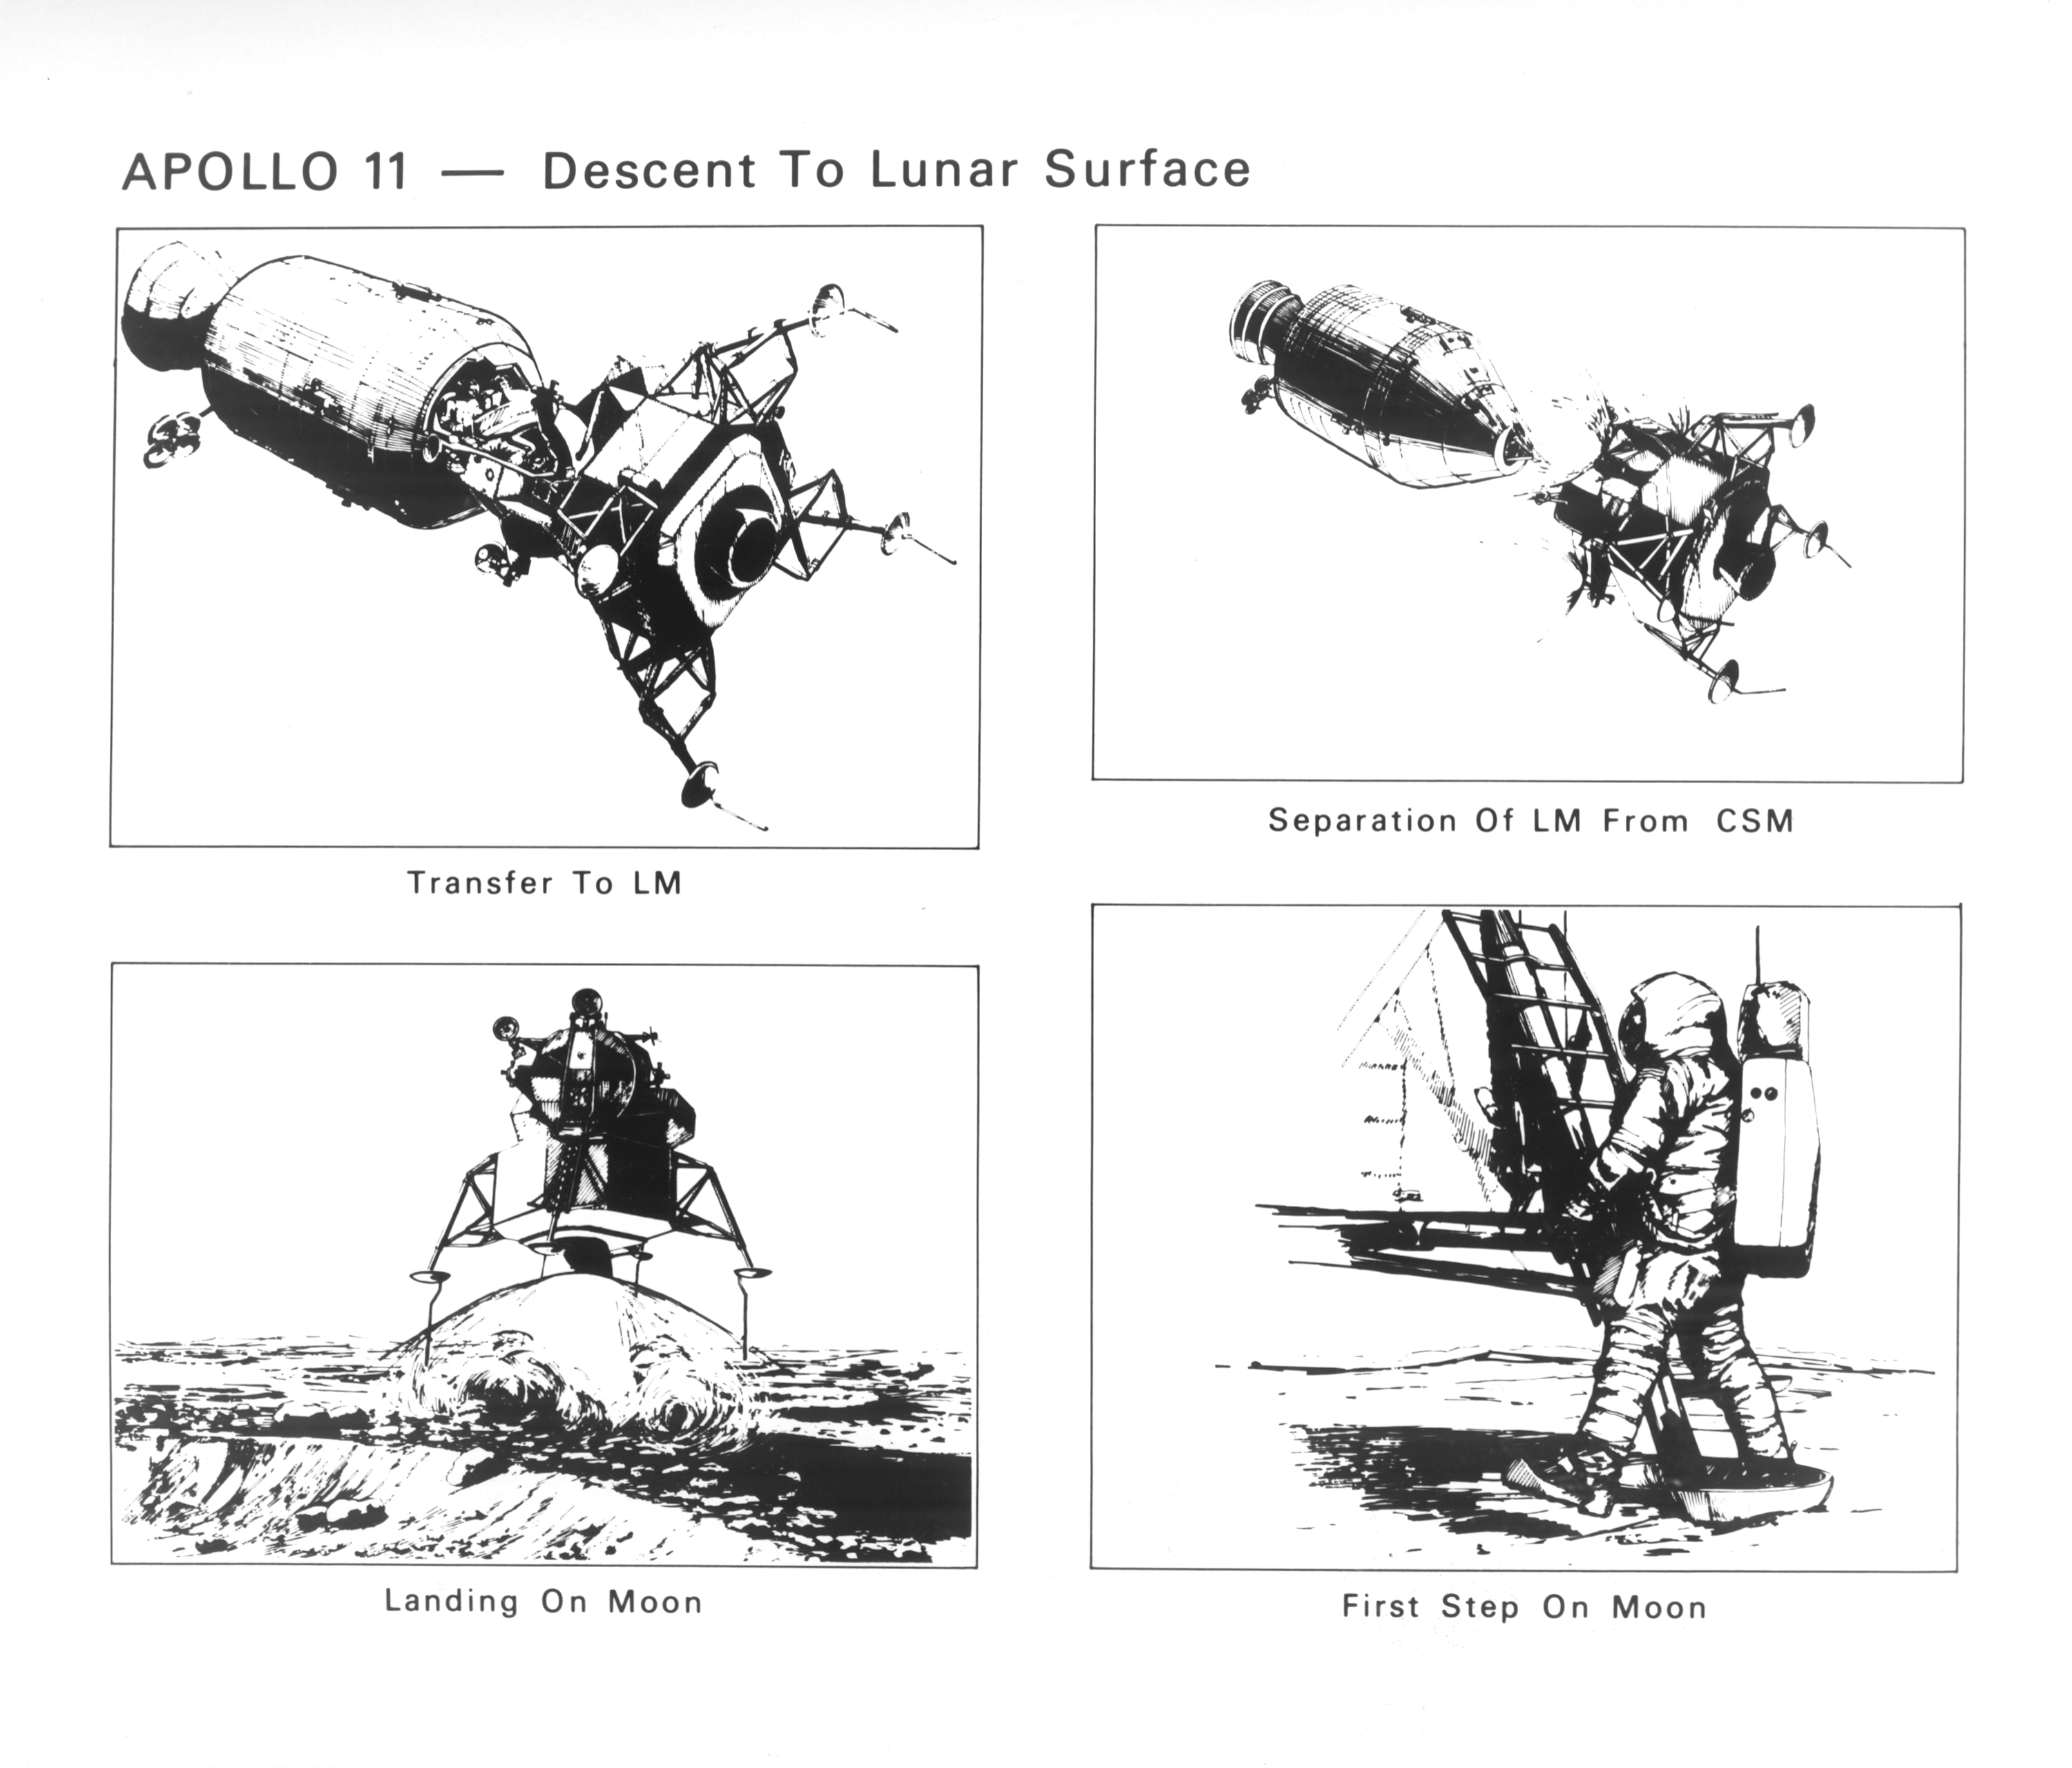 APOLLO 11 — Descent To Lunar Surface
Transfer To LM
Separation Of LM From CSM
Landing On Moon
First Step On Moon